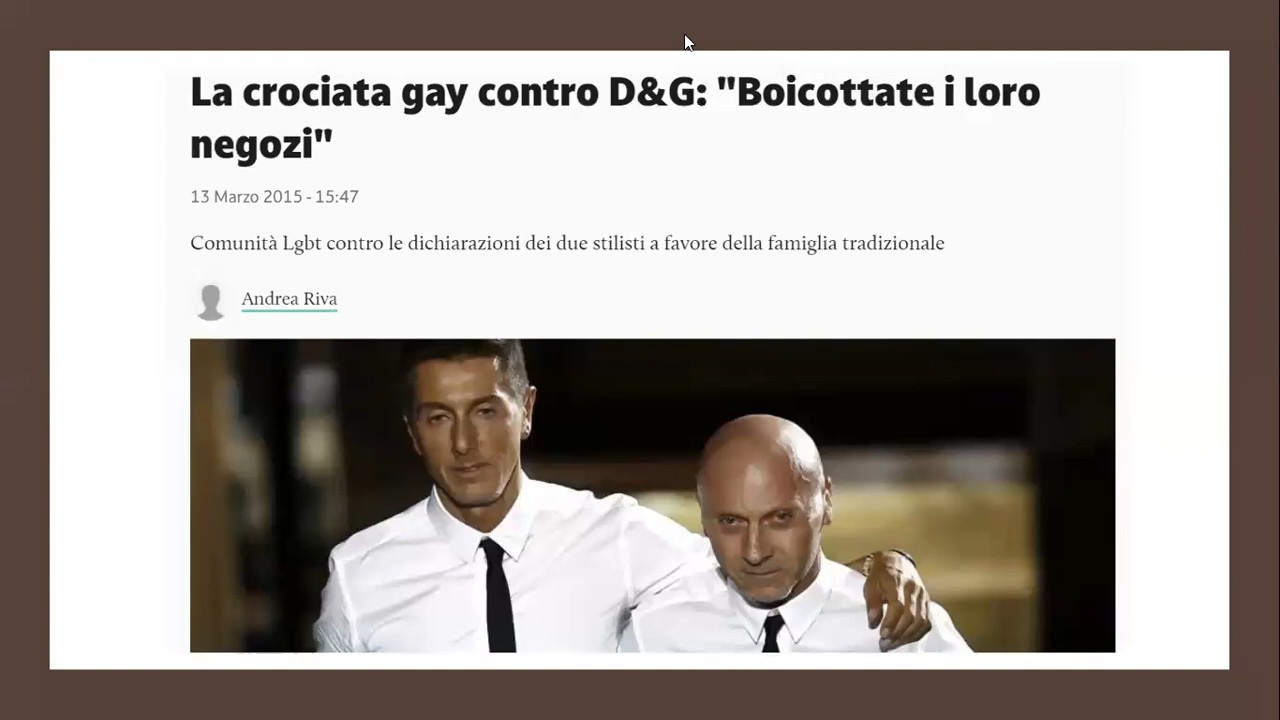 La crociata gay contro D&G: "Boicottate i loro
negozi"
13 Marzo 2015 - 15:47
Comunità Lgbt contro le dichiarazioni dei due stilisti a favore della famiglia tradizionale
Andrea Riva